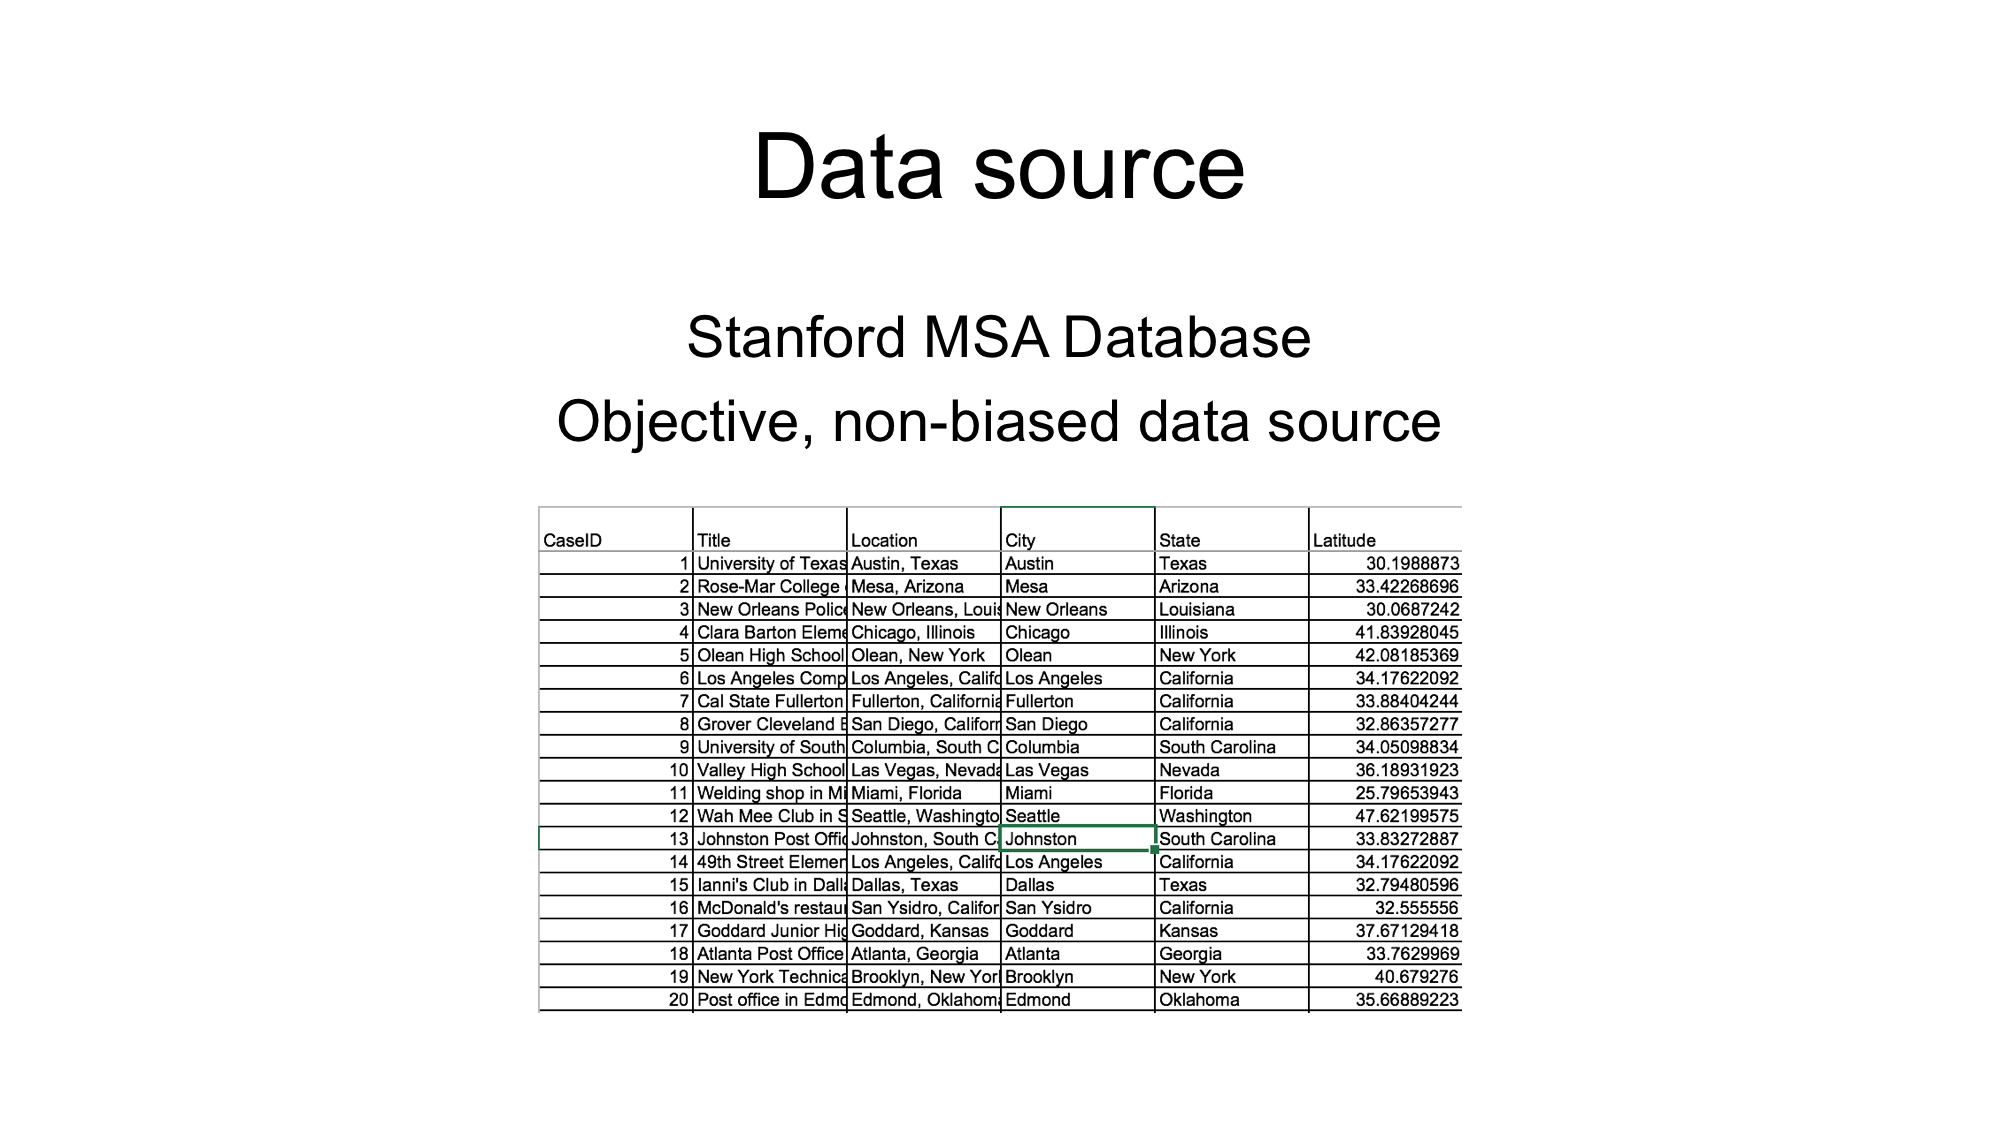 Data source
Stanford MSA Database
Objective, non-biased data source
CaseID Title Location City State Latitude
1 University of Texas Austin, Texas Austin Texas 30.1988873
2 Rose-Mar College Mesa, Arizona Mesa Arizona 33.42268696
3 New Orleans Police New Orleans, Louis New Orleans Louisiana 30.0687242
4 Clara Barton Eleme Chicago, Illinois Chicago Illinois 41.83928045
5 Olean High School Olean, New York Olean New York 42.08185369
6 Los Angeles Comp Los Angeles, Califo Los Angeles California 34.17622092
7 Cal State Fullerton Fullerton, California Fullerton California 33.88404244
8 Grover Cleveland E San Diego, Californ San Diego California 32.86357277
9 University of South Columbia, South C Columbia South Carolina 34.05098834
10 Valley High School Las Vegas, Nevada Las Vegas Nevada 36.18931923
11 Welding shop in Mi Miami, Florida Miami Florida 25.79653943
12 Wah Mee Club in S Seattle, Washingto Seattle Washington 47.62199575
13 Johnston Post Offic Johnston, South C Johnston South Carolina 33.83272887
14 49th Street Elemen Los Angeles, Califo Los Angeles California 34.17622092
15 Ianni's Club in Dall Dallas, Texas Dallas Texas 32.79480596
16 McDonald's restau San Ysidro, Califor San Ysidro California 32.555556
17 Goddard Junior Hig Goddard, Kansas Goddard Kansas 37.67129418
18 Atlanta Post Office Atlanta, Georgia Atlanta Georgia 33.7629969
19 New York Technica Brooklyn, New York Brooklyn New York 40.679276
20 Post office in Edmo Edmond, Oklahom Edmond Oklahoma 35.66889223